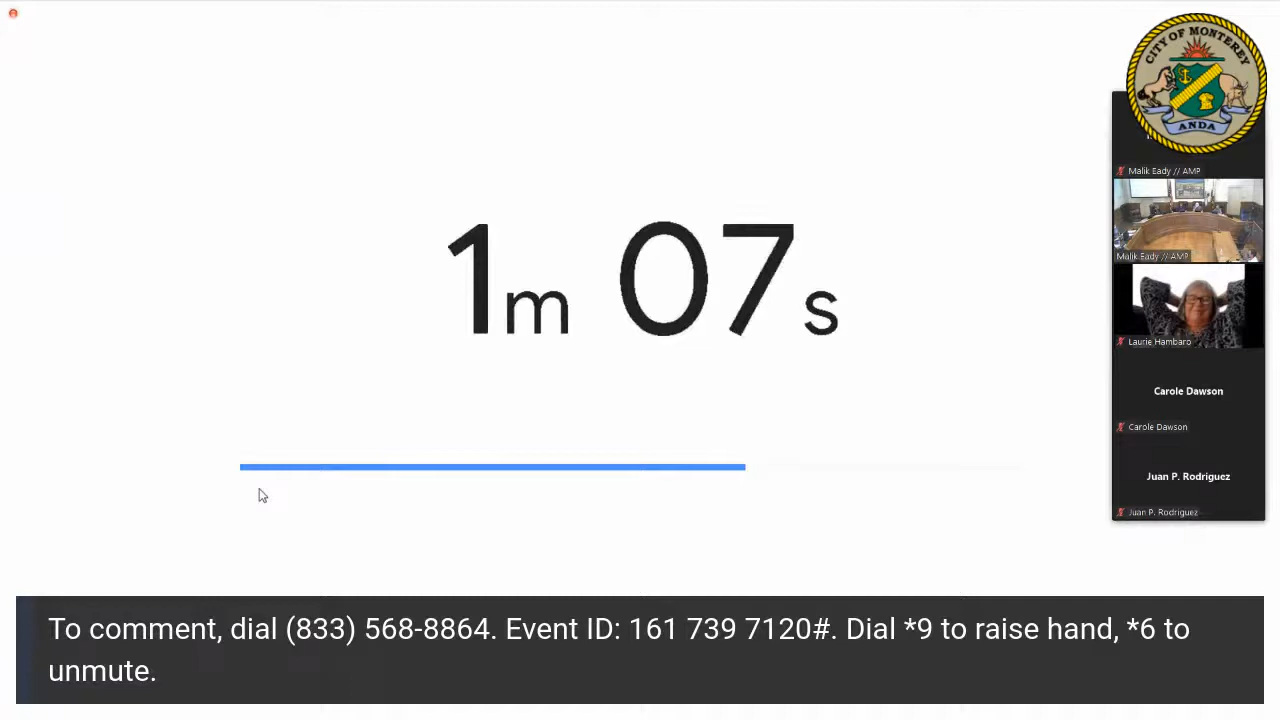 CITY OF MONTEREY
ANDA
Malik Eady // AMP
Malik Eady // AMP
Laurie Hambaro
Carole Dawson
Carole Dawson
Juan P. Rodriguez
Juan P. Rodriguez
1m 07s
To comment, dial (833) 568-8864. Event ID: 161 739 7120#. Dial *9 to raise hand, *6 to
unmute.